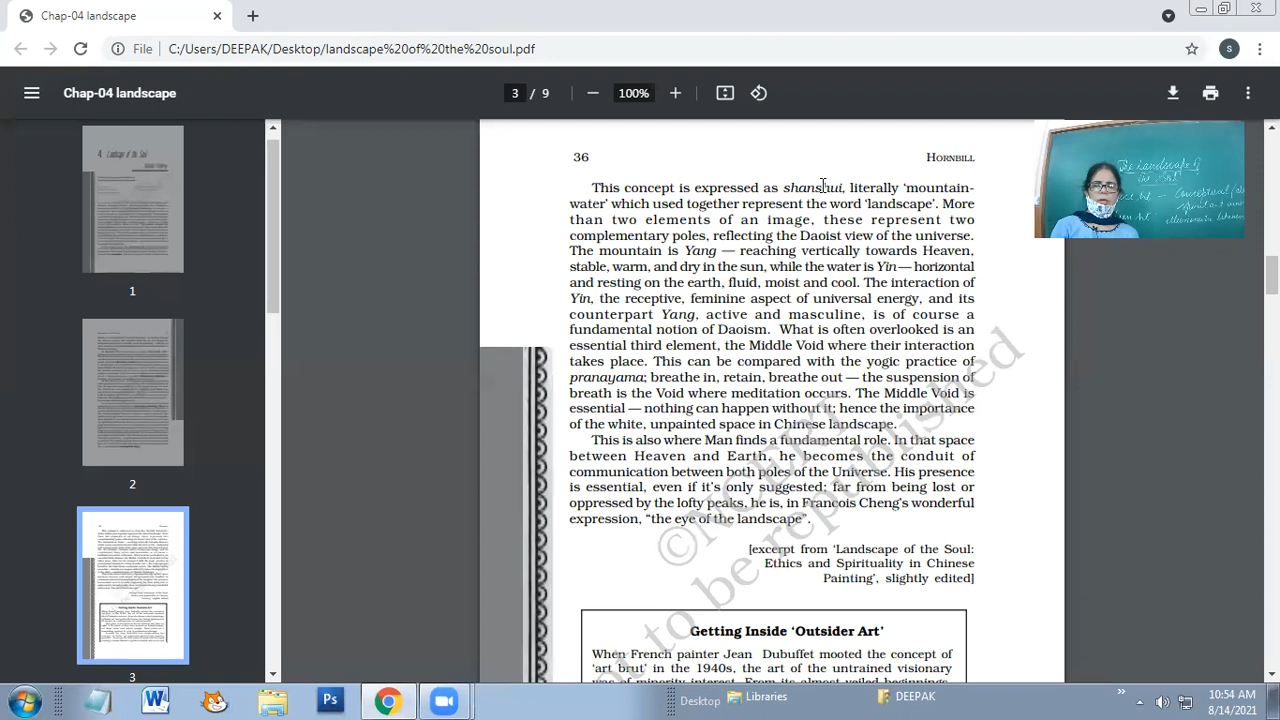 Chap-04 landscape
File
C:/Users/DEEPAK/Desktop/landscape%20of%20the%20soul.pdf
S
Chap-04 landscape
3 / 9
100%
1
2
3
36
HORNBILL
This concept is expressed as shanshui, literally ‘mountain-
water’ which used together represent the word ‘landscape’. More
than two elements of an image, these represent two
complementary poles, reflecting the Daoist view of the universe.
The mountain is Yang — reaching vertically towards Heaven,
stable, warm, and dry in the sun, while the water is Yin — horizontal
and resting on the earth, fluid, moist and cool. The interaction of
Yin, the receptive, feminine aspect of universal energy, and its
counterpart Yang, active and masculine, is of course a
fundamental notion of Daoism. What is often overlooked is an
essential third element, the Middle Void where their interaction
takes place. This can be compared with the yogic practice of
pranayama; breathe in, retain, breathe out — the suspension of
breath is the Void where meditation occurs. The Middle Void is
essential — nothing can happen without it; hence the importance
of the white, unpainted space in Chinese landscape.
This is also where Man finds a fundamental role. In that space
between Heaven and Earth, he becomes the conduit of
communication between both poles of the Universe. His presence
is essential, even if it’s only suggested; far from being lost or
oppressed by the lofty peaks, he is, in Francois Cheng’s wonderful
expression, “the eye of the landscape”.
[excerpt from ‘Landscape of the Soul:
Ethics and Spirituality in Chinese
Painting’, slightly edited]
Getting Inside ‘Outsider Art’
When French painter Jean Dubuffet mooted the concept of
‘art brut’ in the 1940s, the art of the untrained visionary
was of minority interest. From its almost veiled beginnings,
©NCERT
not to be republished
The Landscape of
the Soul
Desktop
Libraries
DEEPAK
10:54 AM
8/14/2021